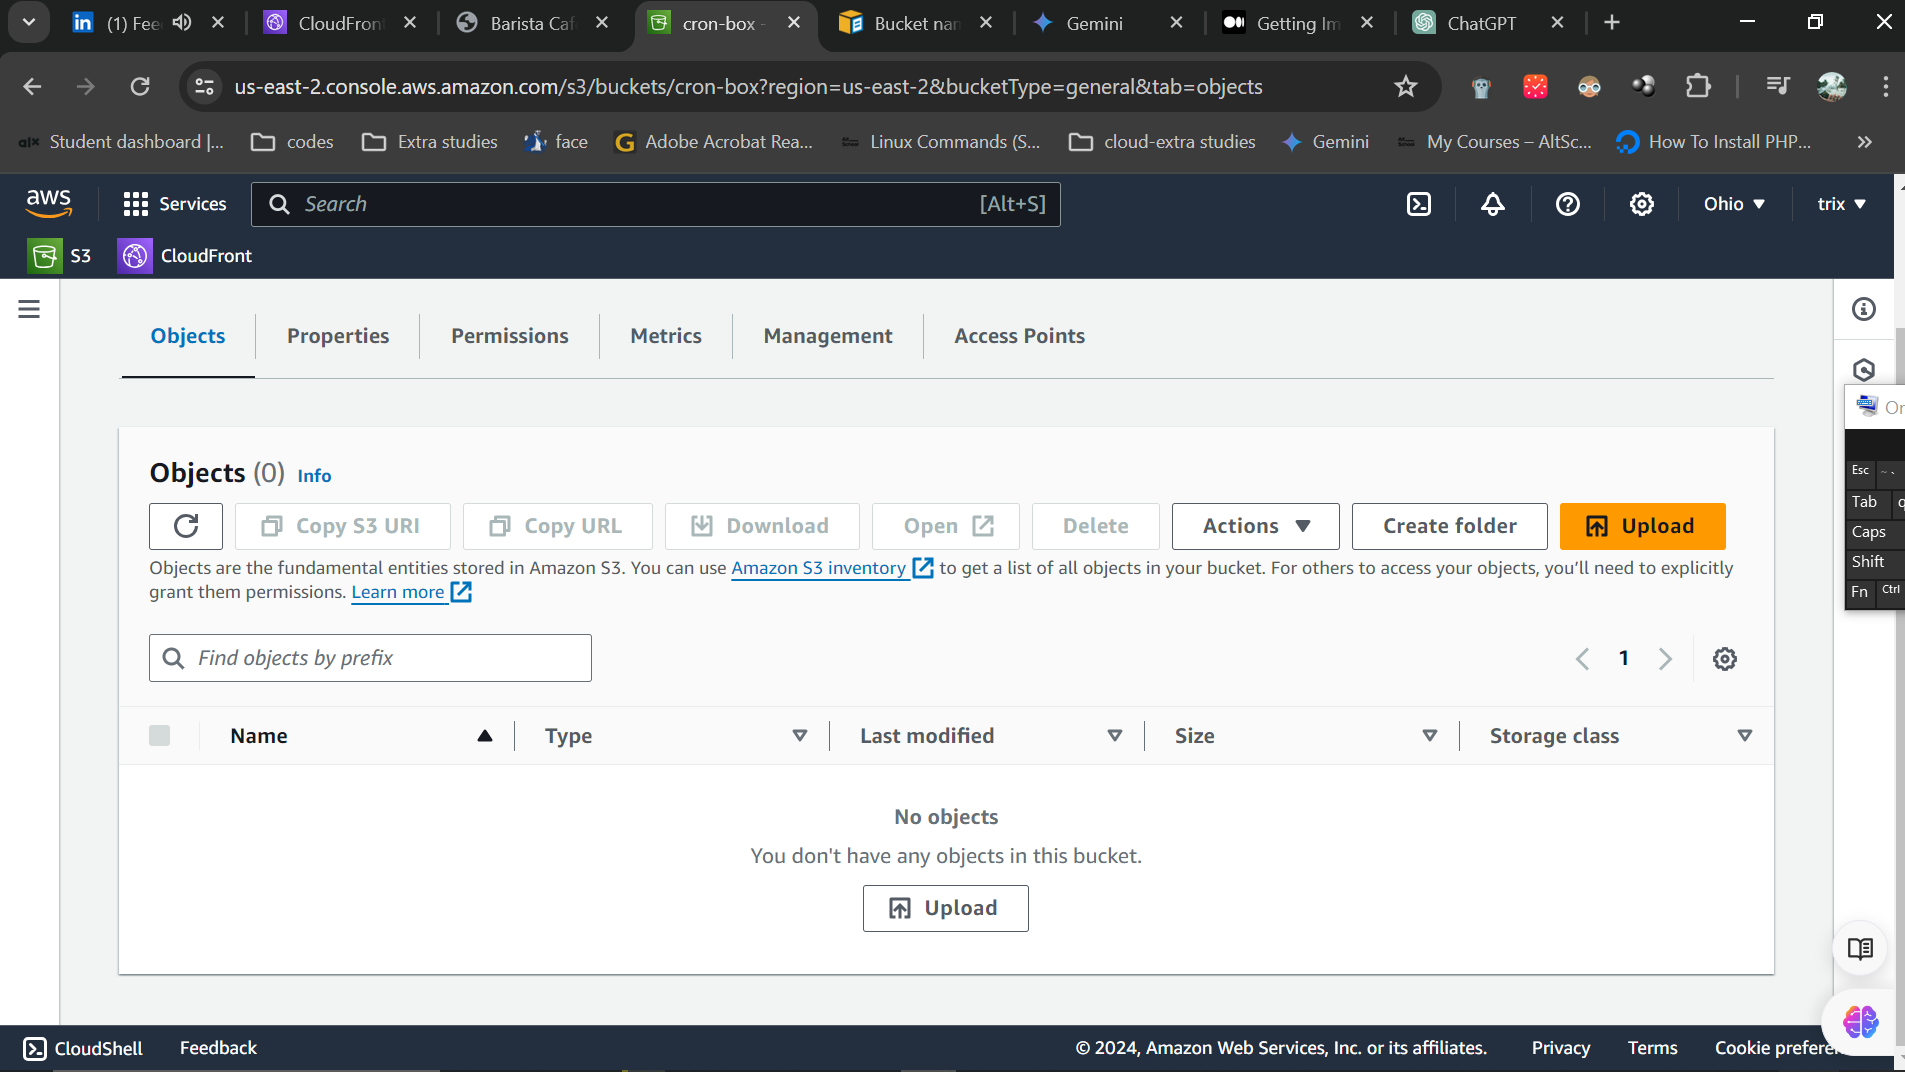 (1) Fee
CloudFront
Barista Caf
cron-box -
Bucket nam
Gemini
Getting Im
ChatGPT
us-east-2.console.aws.amazon.com/s3/buckets/cron-box?region=us-east-2&bucketType=general&tab=objects
Student dashboard |...
codes
Extra studies
face
Adobe Acrobat Rea...
Linux Commands (S...
cloud-extra studies
Gemini
My Courses – AltSc...
How To Install PHP...
aws
Services
Search
[Alt+S]
Ohio
trix
S3
CloudFront
Objects
Properties
Permissions
Metrics
Management
Access Points
Objects (0) Info
Copy S3 URI
Copy URL
Download
Open
Delete
Actions
Create folder
Upload
Objects are the fundamental entities stored in Amazon S3. You can use Amazon S3 inventory to get a list of all objects in your bucket. For others to access your objects, you’ll need to explicitly
grant them permissions. Learn more
Find objects by prefix
1
Name
Type
Last modified
Size
Storage class
No objects
You don't have any objects in this bucket.
Upload
Esc
Tab
q
Caps
Shift
Fn
Ctrl
CloudShell
Feedback
© 2024, Amazon Web Services, Inc. or its affiliates.
Privacy
Terms
Cookie prefere